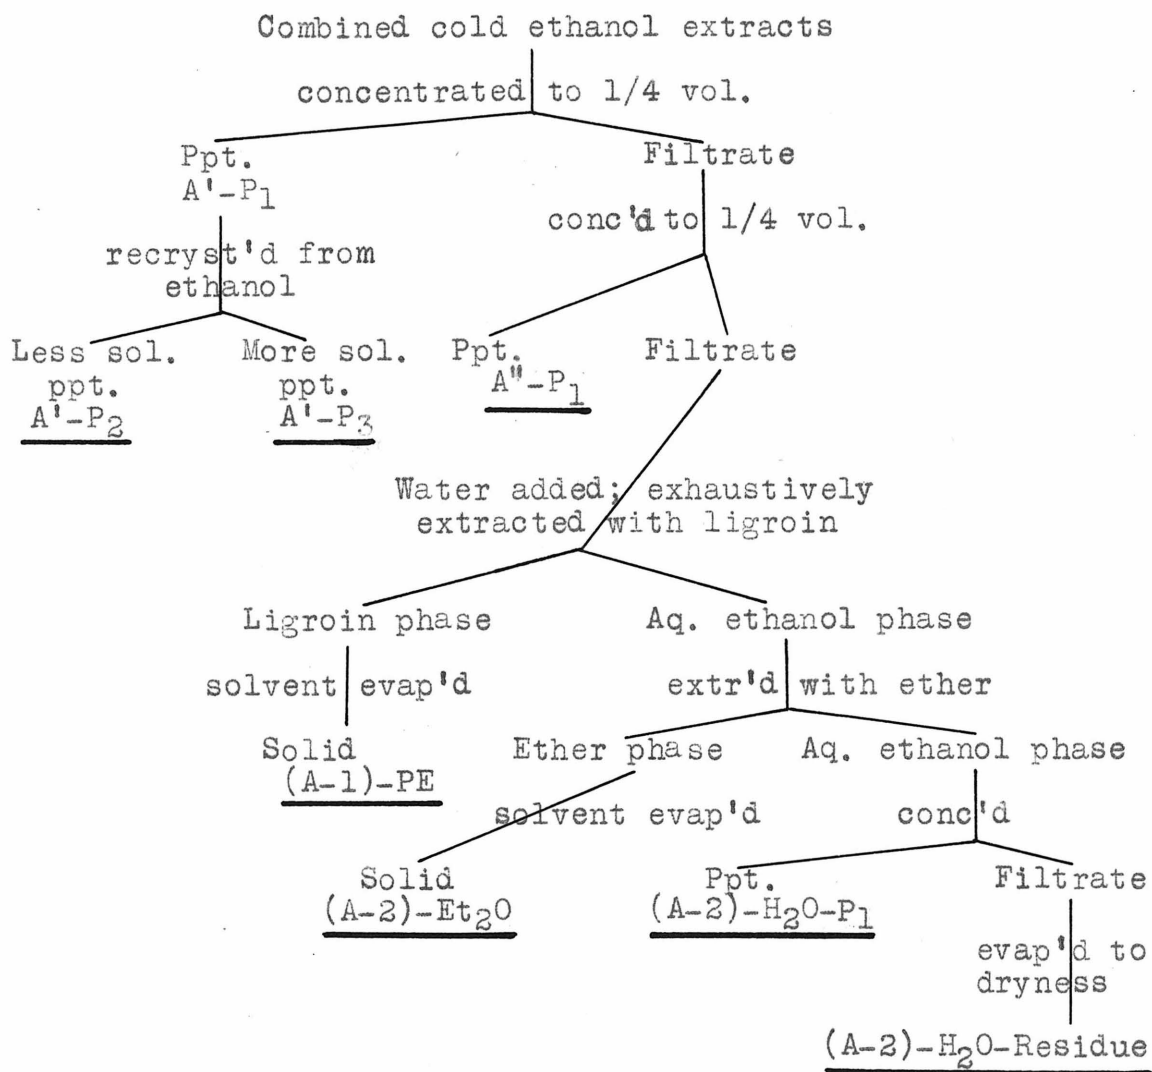 Combined cold ethanol extracts
concentrated to 1/4 vol.
Ppt.
A'-P1
Filtrate
conc'd to 1/4 vol.
recryst'd from
ethanol
Less sol.
ppt.
A'-P2
More sol.
ppt.
A'-P3
Ppt.
A"-P1
Filtrate
Water added; exhaustively
extracted with ligroin
Ligroin phase
Aq. ethanol phase
solvent evap'd
extr'd with ether
Solid
(A-1)-PE
Ether phase
Aq. ethanol phase
solvent evap'd
conc'd
Solid
(A-2)-Et2O
Ppt.
(A-2)-H2O-P1
Filtrate
evap'd to
dryness
(A-2)-H2O-Residue